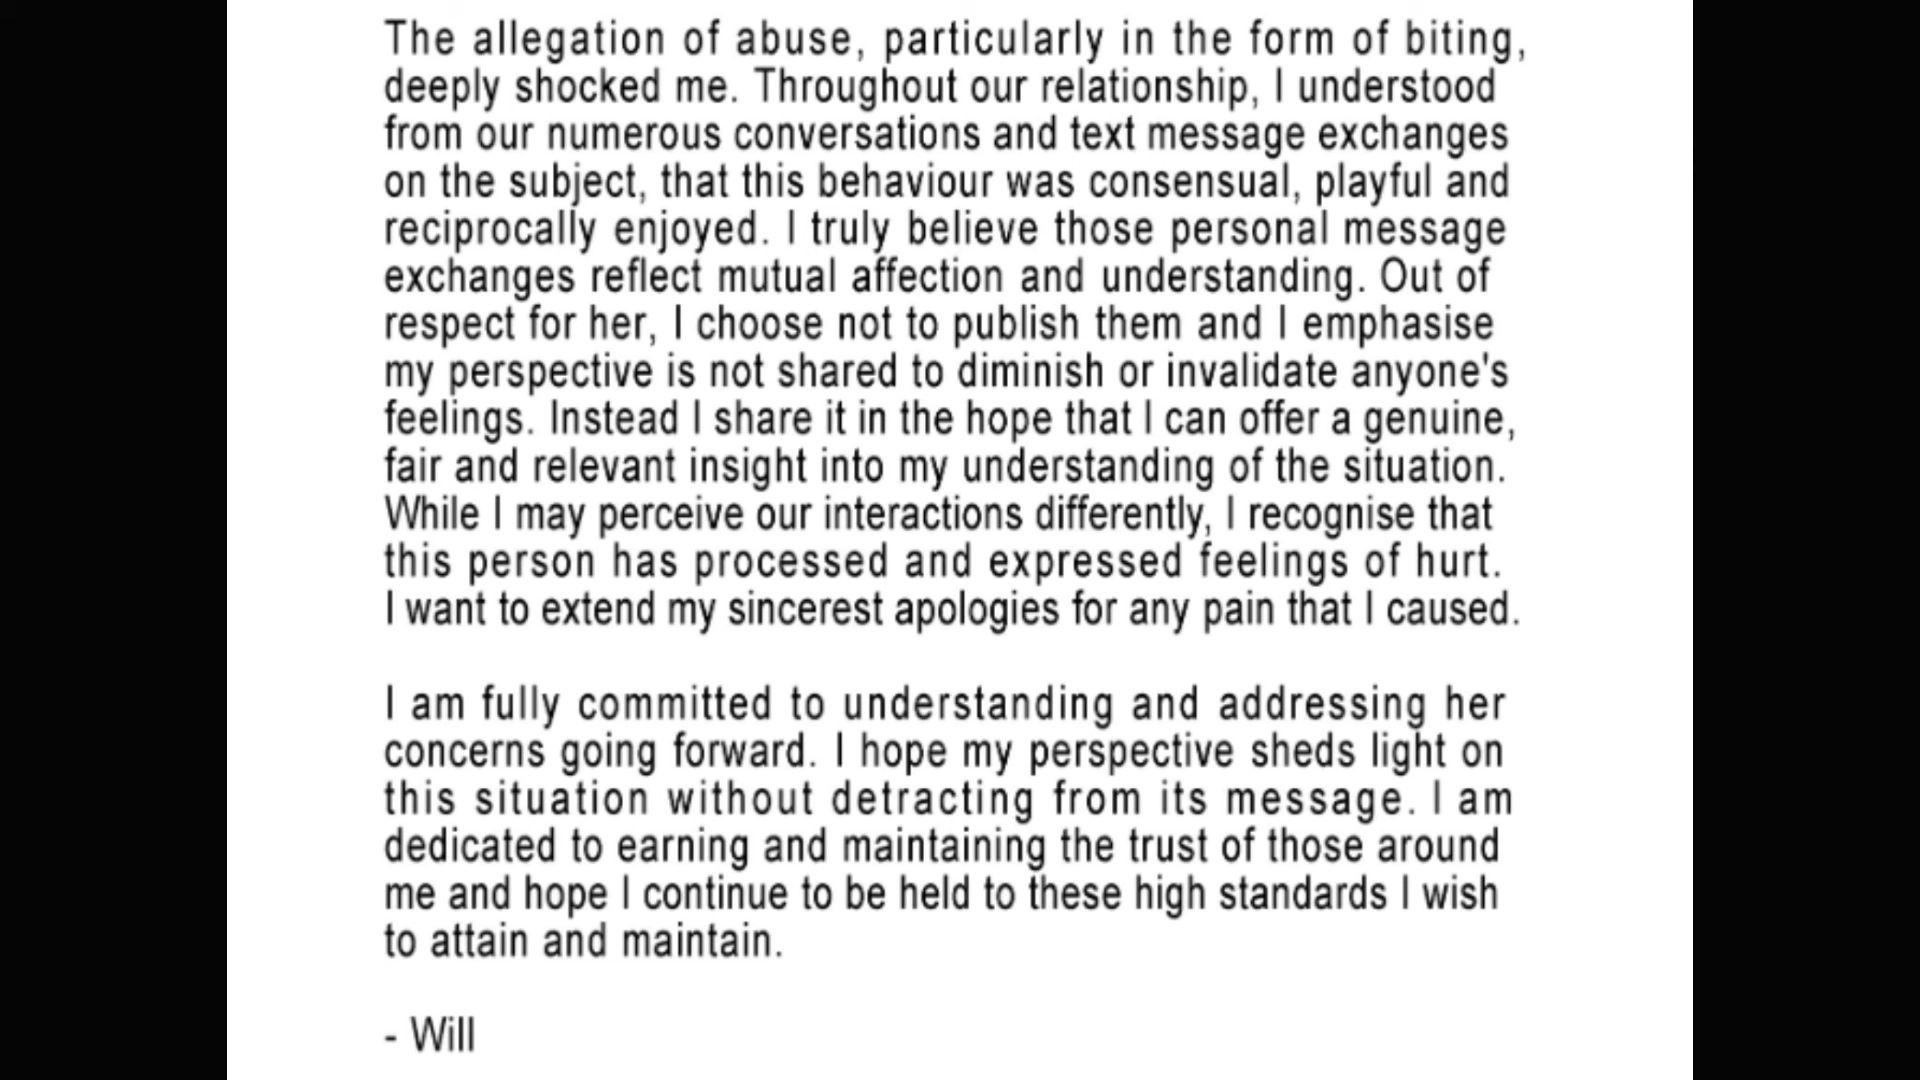 The allegation of abuse, particularly in the form of biting,
deeply shocked me. Throughout our relationship, I understood
from our numerous conversations and text message exchanges
on the subject, that this behaviour was consensual, playful and
reciprocally enjoyed. I truly believe those personal message
exchanges reflect mutual affection and understanding. Out of
respect for her, I choose not to publish them and I emphasise
my perspective is not shared to diminish or invalidate anyone's
feelings. Instead I share it in the hope that I can offer a genuine,
fair and relevant insight into my understanding of the situation.
While I may perceive our interactions differently, I recognise that
this person has processed and expressed feelings of hurt.
I want to extend my sincerest apologies for any pain that I caused.

I am fully committed to understanding and addressing her
concerns going forward. I hope my perspective sheds light on
this situation without detracting from its message. I am
dedicated to earning and maintaining the trust of those around
me and hope I continue to be held to these high standards I wish
to attain and maintain.

- Will